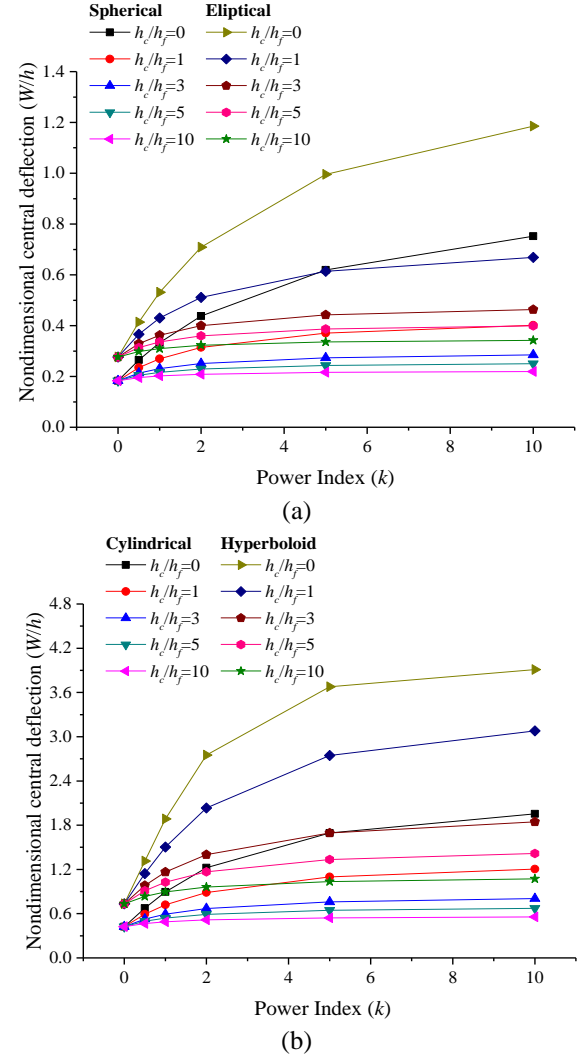 Spherical Eliptical
h_c/h_f=0 h_c/h_f=0
h_c/h_f=1 h_c/h_f=1
h_c/h_f=3 h_c/h_f=3
h_c/h_f=5 h_c/h_f=5
h_c/h_f=10 h_c/h_f=10
Nondimensional central deflection (W/h)
1.4
1.2
1.0
0.8
0.6
0.4
0.2
0.0
0 2 4 6 8 10
Power Index (k)
(a)
Cylindrical Hyperboloid
h_c/h_f=0 h_c/h_f=0
h_c/h_f=1 h_c/h_f=1
h_c/h_f=3 h_c/h_f=3
h_c/h_f=5 h_c/h_f=5
h_c/h_f=10 h_c/h_f=10
Nondimensional central deflection (W/h)
4.8
4.2
3.6
3.0
2.4
1.8
1.2
0.6
0.0
0 2 4 6 8 10
Power Index (k)
(b)